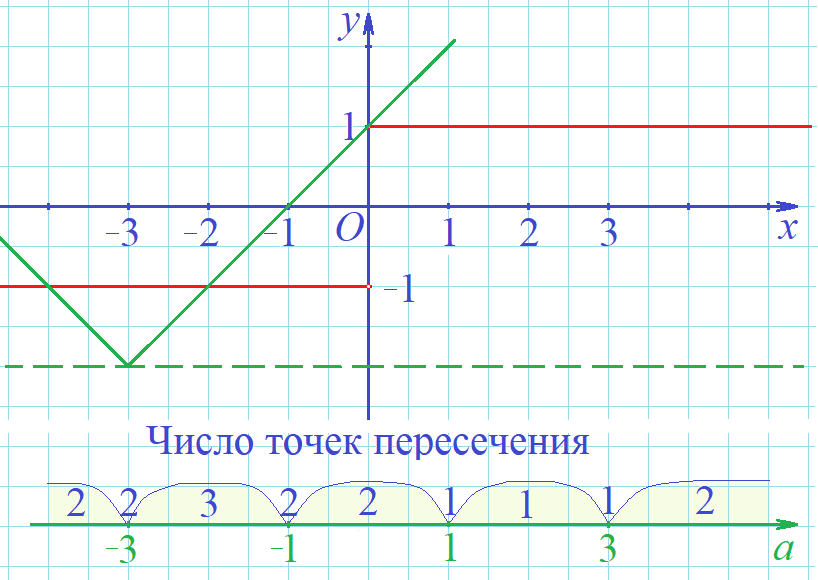 y
1
-3 -2 -1 O 1 2 3 x
-1
Число точек пересечения
2 2 3 2 2 1 1 1 2
-3 -1 1 3 a